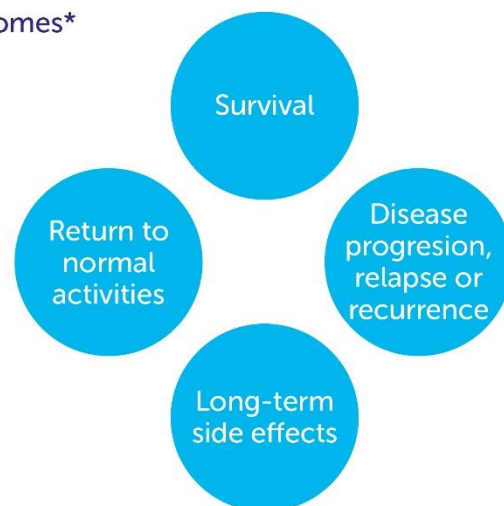 omes*
Survival
Return to
normal
activities
Disease
progresion,
relapse or
recurrence
Long-term
side effects